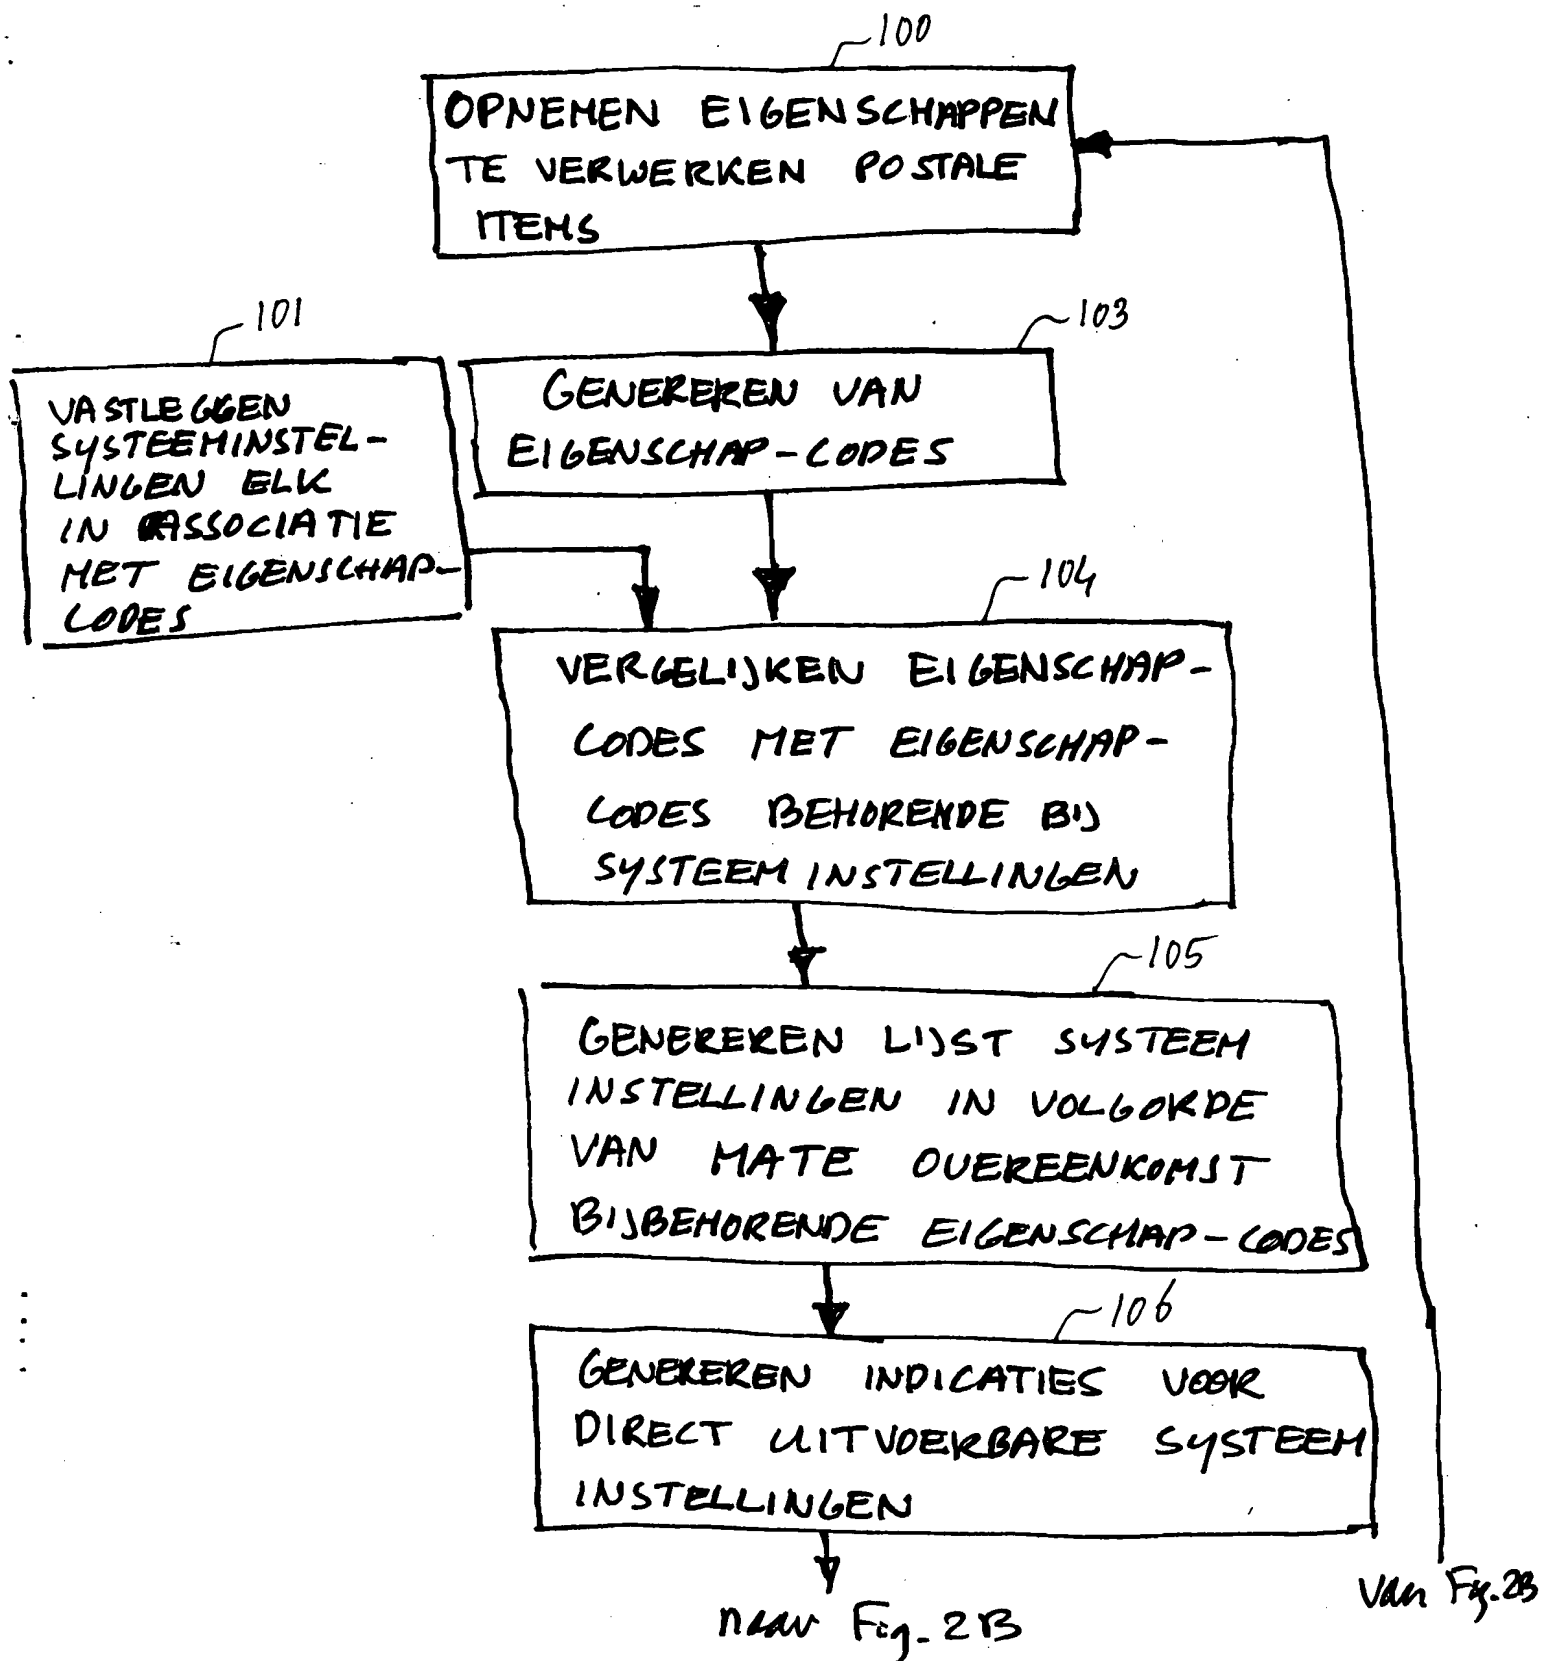 100
OPNEMEN EIGENSCHAPPEN
TE VERWERKEN POSTALE
ITEMS
101
VASTLEGGEN
SYSTEEMINSTEL-
LINGEN ELK
IN ASSOCIATIE
MET EIGENSCHAP-
CODES
103
GENEREREN VAN
EIGENSCHAP-CODES
104
VERGELIJKEN EIGENSCHAP-
CODES MET EIGENSCHAP-
CODES BEHORENDE BIJ
SYSTEEM INSTELLINGEN
105
GENEREREN LIJST SYSTEEM
INSTELLINGEN IN VOLGORDE
VAN MATE OVEREENKOMST
BIJBEHORENDE EIGENSCHAP-CODES
106
GENEREREN INDICATIES VOOR
DIRECT UITVOERBARE SYSTEEM
INSTELLINGEN
naar Fig. 2B
van Fig. 2B